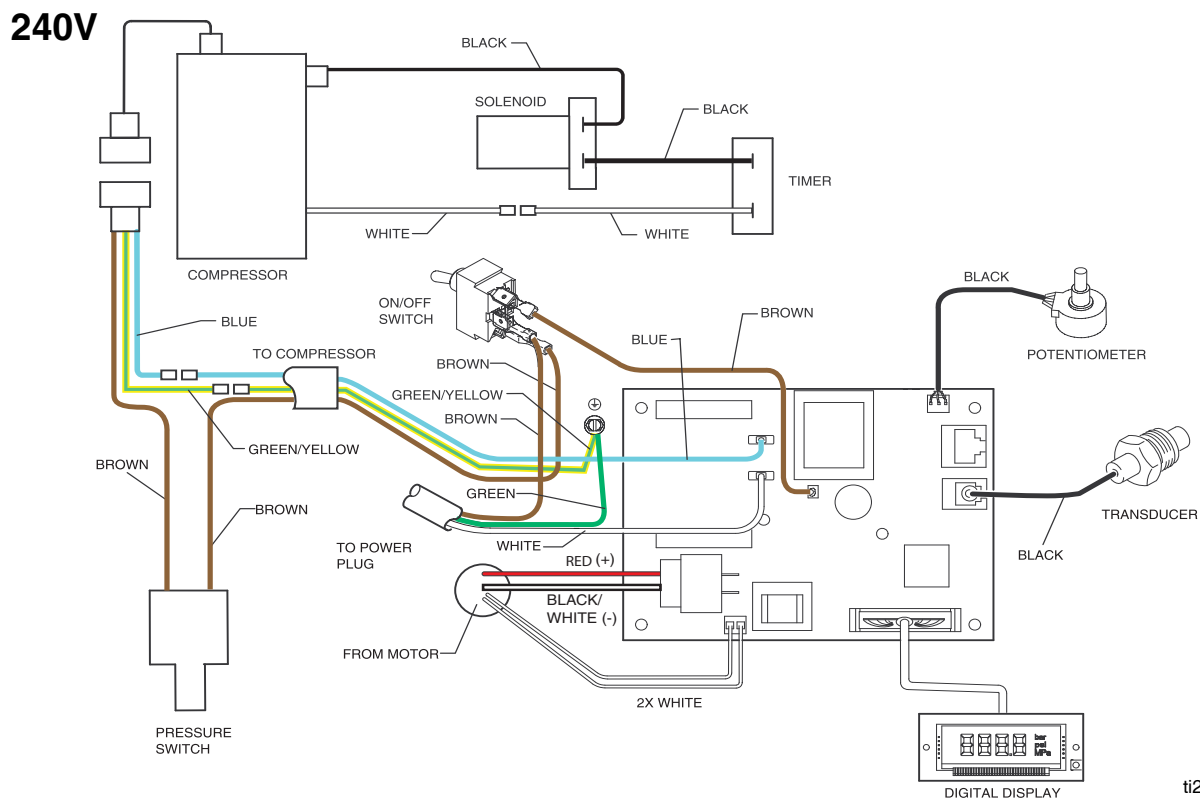 240V
BLACK
SOLENOID
BLACK
TIMER
WHITE
WHITE
COMPRESSOR
ON/OFF
SWITCH
BLACK
POTENTIOMETER
BROWN
BLUE
BLUE
TO COMPRESSOR
BROWN
GREEN/YELLOW
BROWN
GREEN/YELLOW
BROWN
BROWN
GREEN
TO POWER
PLUG
WHITE
TRANSDUCER
BLACK
RED (+)
BLACK/
WHITE (-)
FROM MOTOR
2X WHITE
PRESSURE
SWITCH
bar
psi
MPa
DIGITAL DISPLAY
ti2